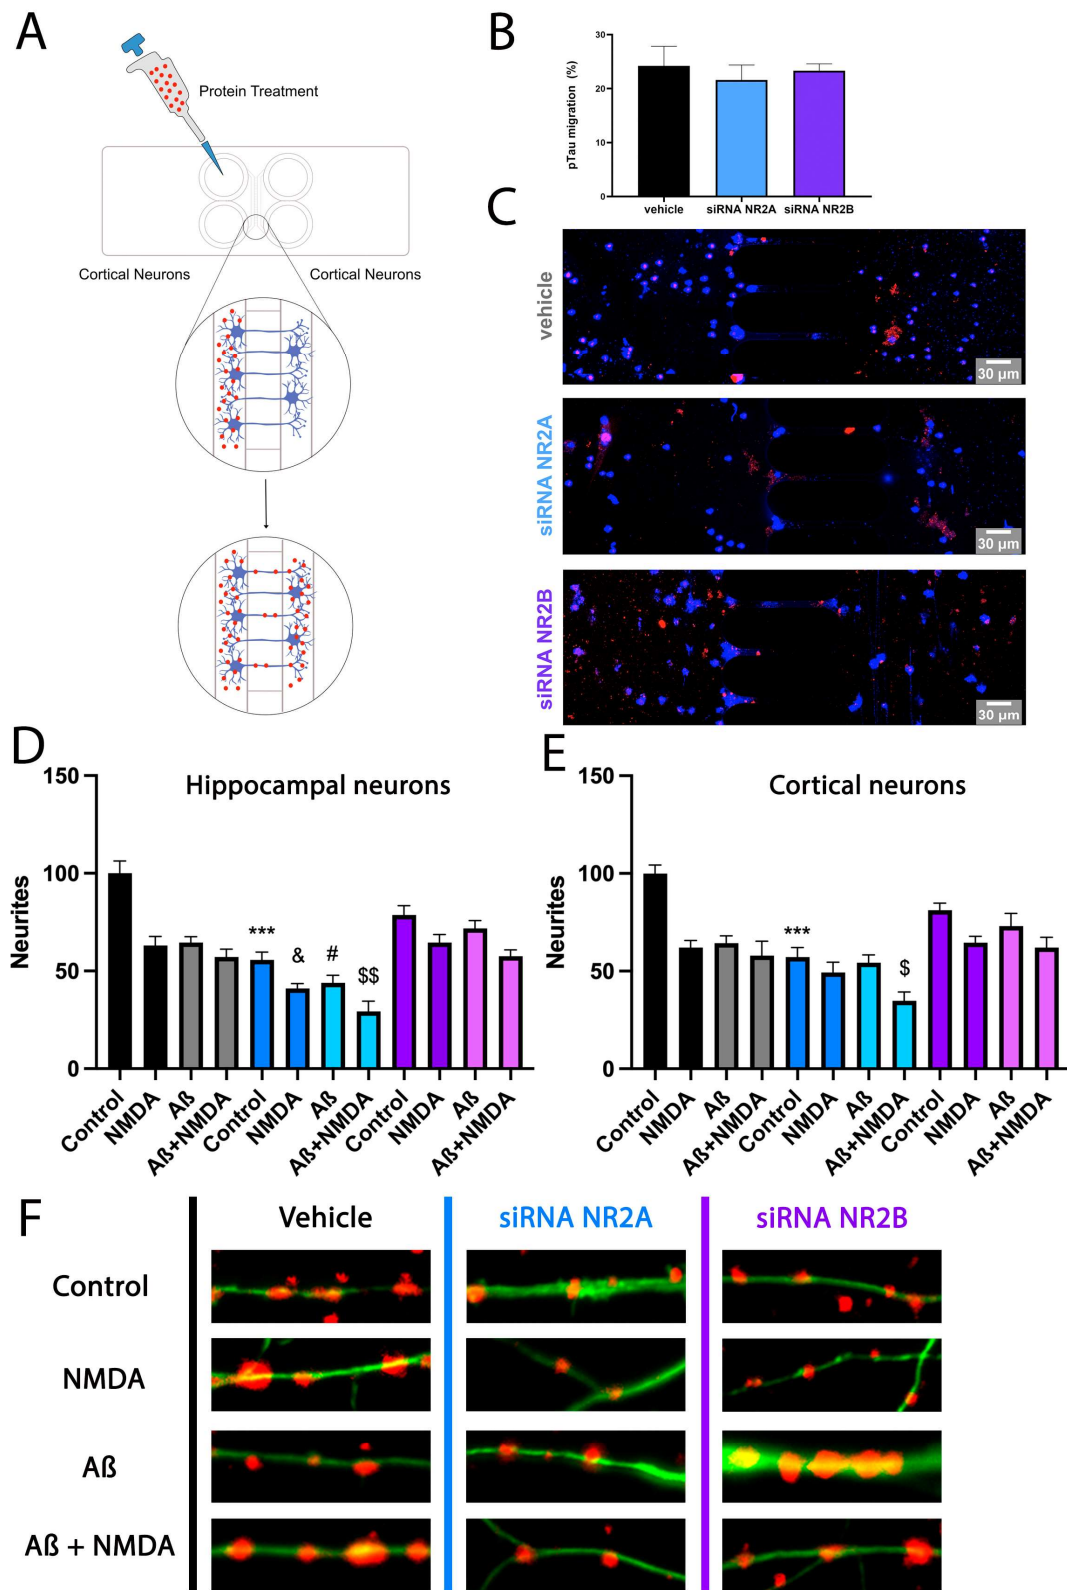 A
Protein Treatment
Cortical Neurons
Cortical Neurons
B
pTau migration (%)
30
20
10
0
vehicle
siRNA NR2A
siRNA NR2B
C
vehicle
30 µm
siRNA NR2A
30 µm
siRNA NR2B
30 µm
D
Hippocampal neurons
Neurites
150
100
50
0
***
&
#
$$
Control
NMDA
Aß
Aß+NMDA
Control
NMDA
Aß
Aß+NMDA
Control
NMDA
Aß
Aß+NMDA
E
Cortical neurons
Neurites
150
100
50
0
***
$
Control
NMDA
Aß
Aß+NMDA
Control
NMDA
Aß
Aß+NMDA
Control
NMDA
Aß
Aß+NMDA
F
Vehicle
siRNA NR2A
siRNA NR2B
Control
NMDA
Aß
Aß + NMDA